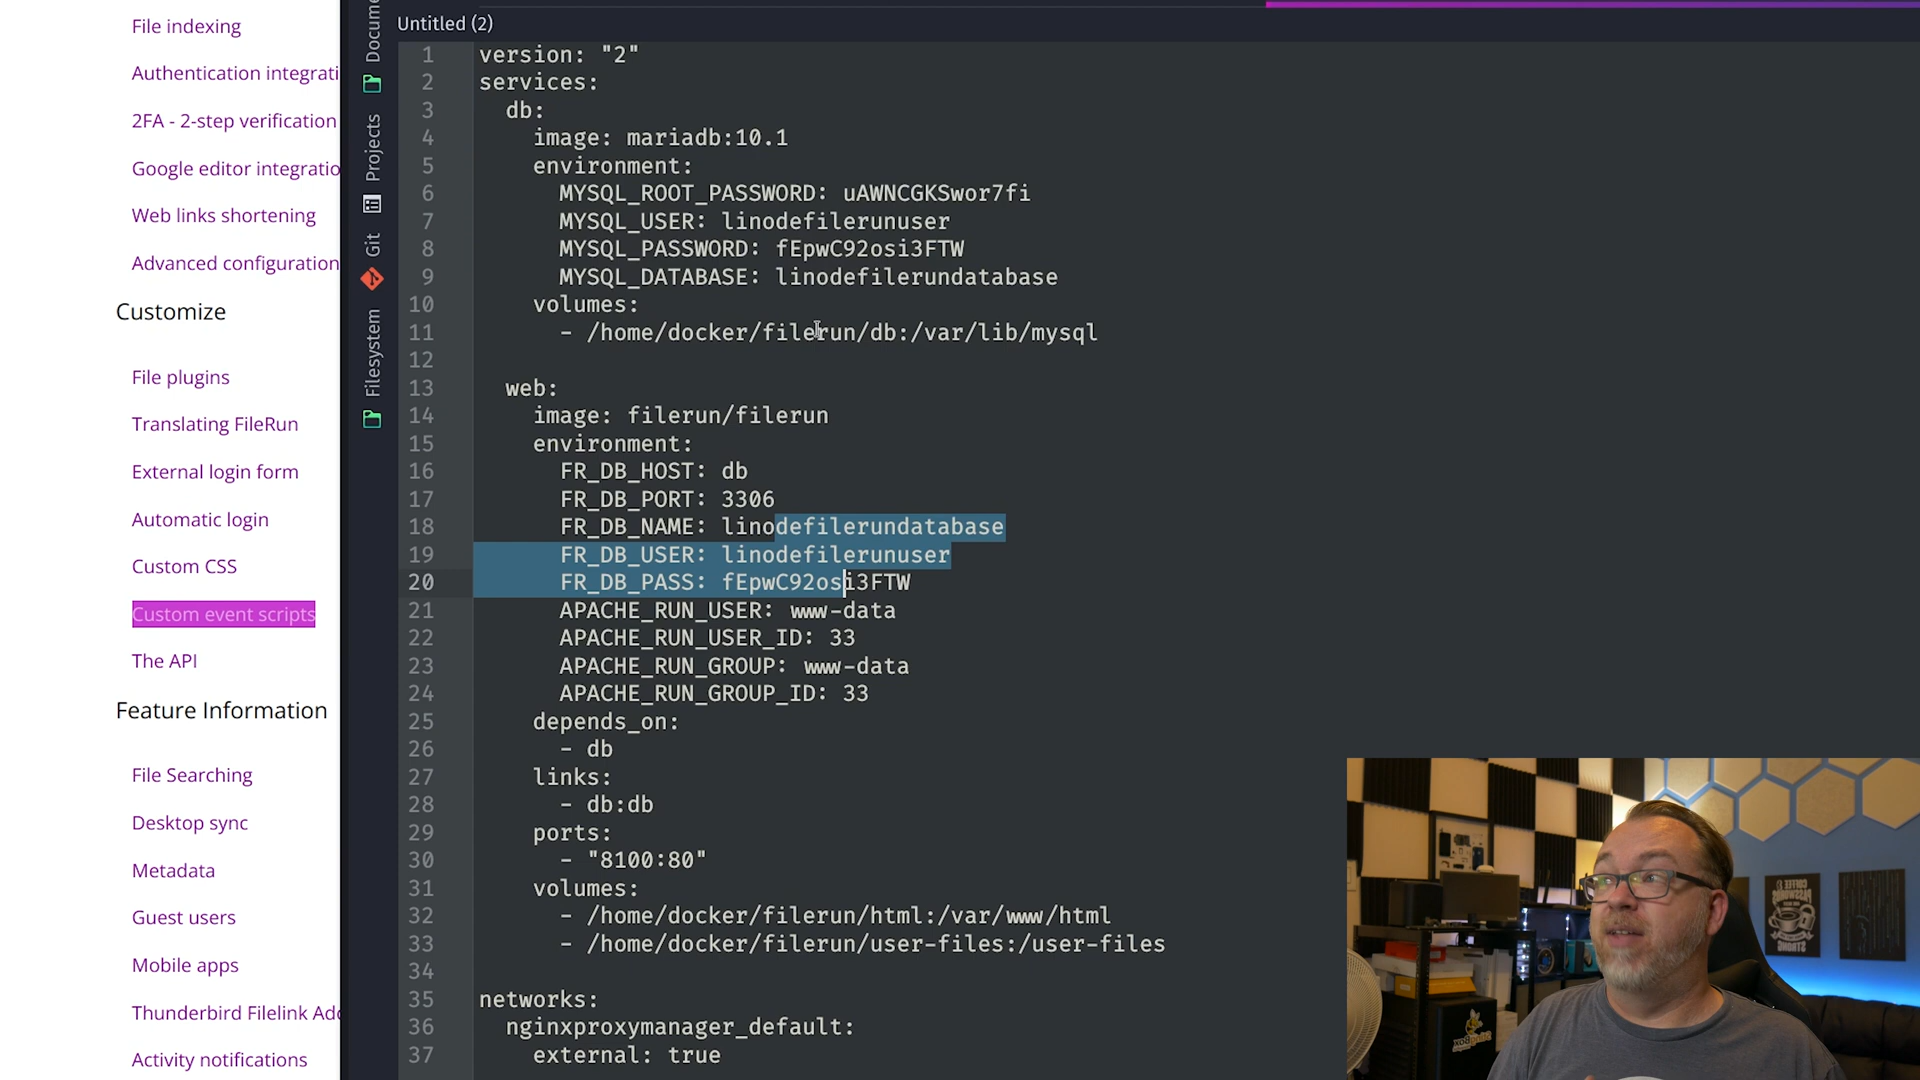 File indexing
Authentication integrati
2FA - 2-step verification
Google editor integratio
Web links shortening
Advanced configuration
Customize
File plugins
Translating FileRun
External login form
Automatic login
Custom CSS
Custom event scripts
The API
Feature Information
File Searching
Desktop sync
Metadata
Guest users
Mobile apps
Thunderbird Filelink Add
Activity notifications
Docume
Projects
Git
Filesystem
Untitled (2)
1 version: "2"
2 services:
3 db:
4 image: mariadb:10.1
5 environment:
6 MYSQL_ROOT_PASSWORD: uAWNCGKSwor7fi
7 MYSQL_USER: linodefilerunuser
8 MYSQL_PASSWORD: fEpwC92osi3FTW
9 MYSQL_DATABASE: linodefilerundatabase
10 volumes:
11 - /home/docker/filerun/db:/var/lib/mysql
12
13 web:
14 image: filerun/filerun
15 environment:
16 FR_DB_HOST: db
17 FR_DB_PORT: 3306
18 FR_DB_NAME: linodefilerundatabase
19 FR_DB_USER: linodefilerunuser
20 FR_DB_PASS: fEpwC92osi3FTW
21 APACHE_RUN_USER: www-data
22 APACHE_RUN_USER_ID: 33
23 APACHE_RUN_GROUP: www-data
24 APACHE_RUN_GROUP_ID: 33
25 depends_on:
26 - db
27 links:
28 - db:db
29 ports:
30 - "8100:80"
31 volumes:
32 - /home/docker/filerun/html:/var/www/html
33 - /home/docker/filerun/user-files:/user-files
34
35 networks:
36 nginxproxymanager_default:
37 external: true
COFFEE
PASSWORDS
STRONG